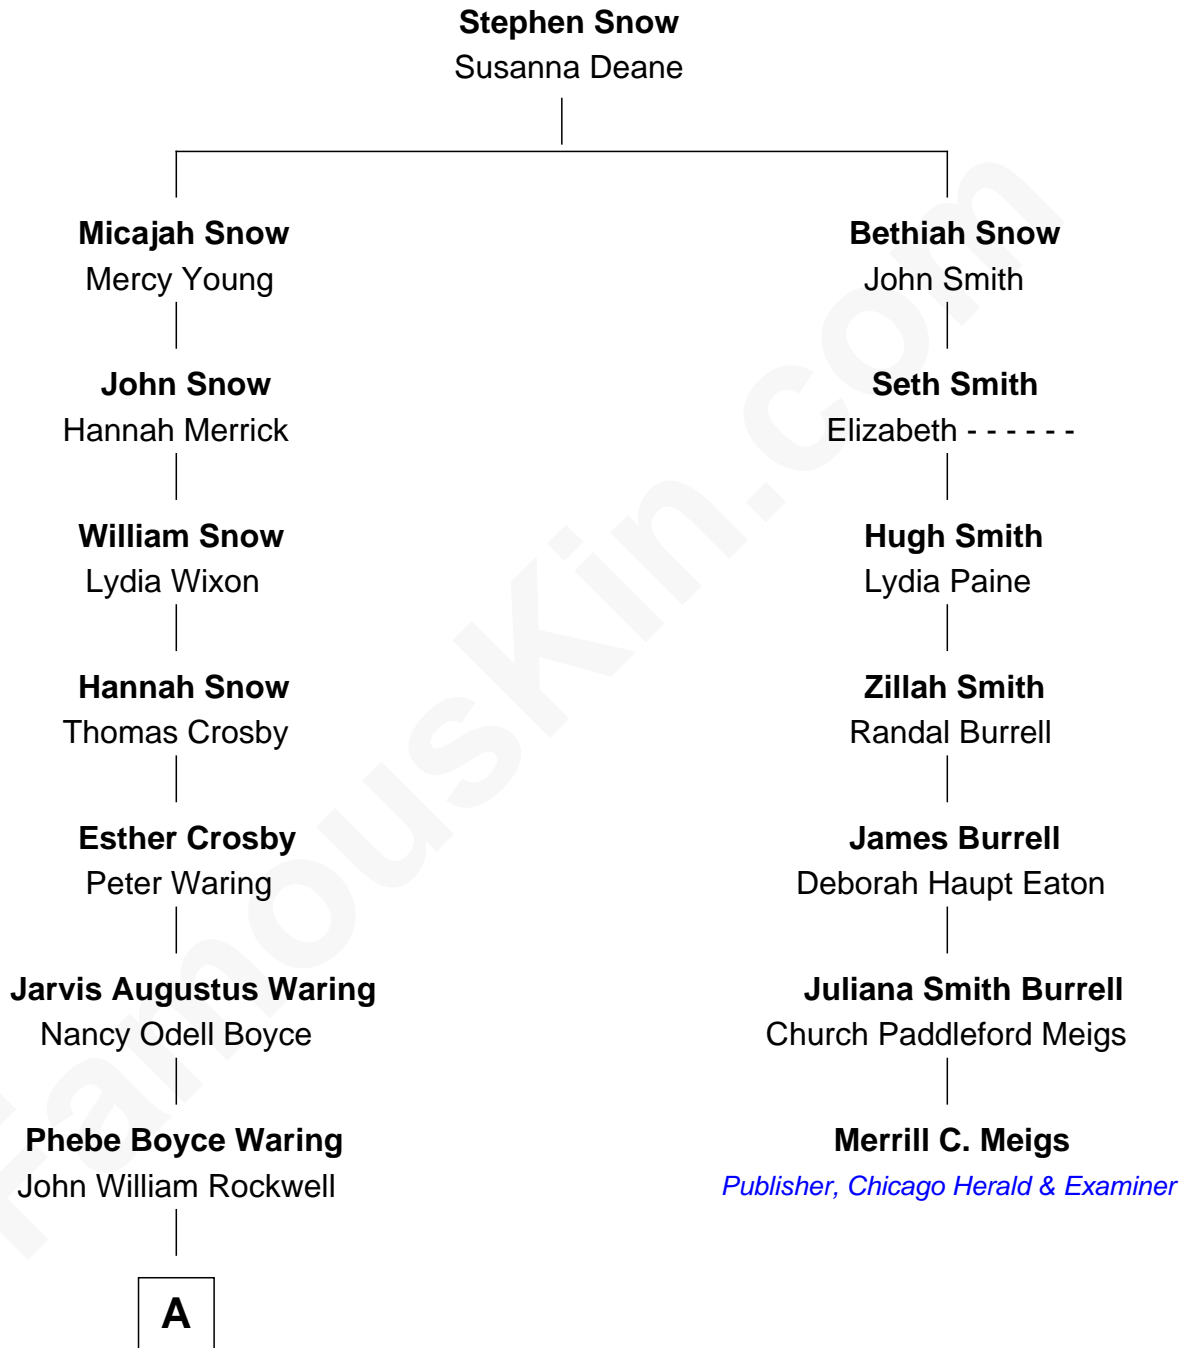 Stephen Snow
Susanna Deane
Micajah Snow
Mercy Young
Bethiah Snow
John Smith
John Snow
Hannah Merrick
Seth Smith
Elizabeth - - - - - -
William Snow
Lydia Wixon
Hugh Smith
Lydia Paine
Hannah Snow
Thomas Crosby
Zillah Smith
Randal Burrell
Esther Crosby
Peter Waring
James Burrell
Deborah Haupt Eaton
Jarvis Augustus Waring
Nancy Odell Boyce
Juliana Smith Burrell
Church Paddleford Meigs
Phebe Boyce Waring
John William Rockwell
Merrill C. Meigs
Publisher, Chicago Herald & Examiner
A
FamousKin.com